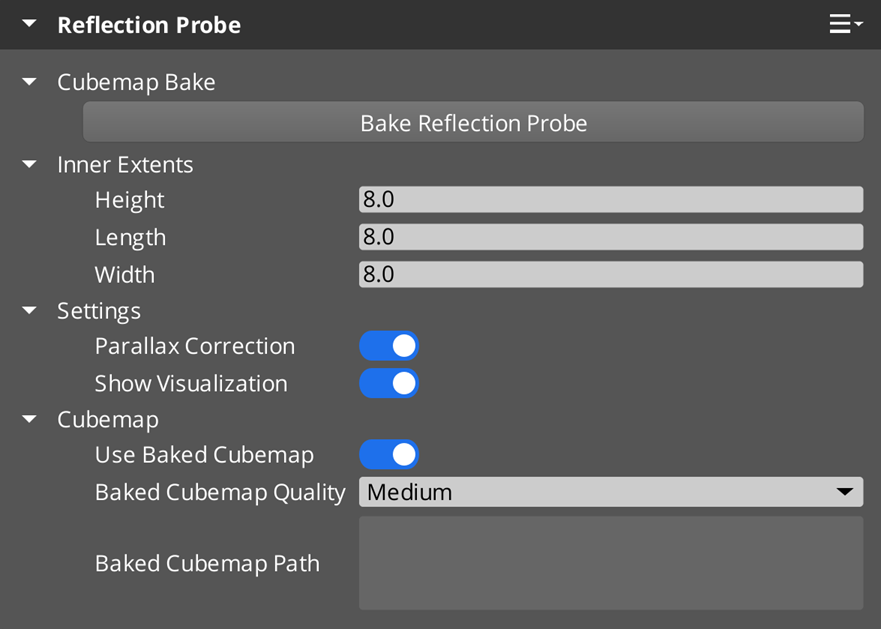 Reflection Probe
Cubemap Bake
Bake Reflection Probe
Inner Extents
Height 8.0
Length 8.0
Width 8.0
Settings
Parallax Correction
Show Visualization
Cubemap
Use Baked Cubemap
Baked Cubemap Quality Medium
Baked Cubemap Path